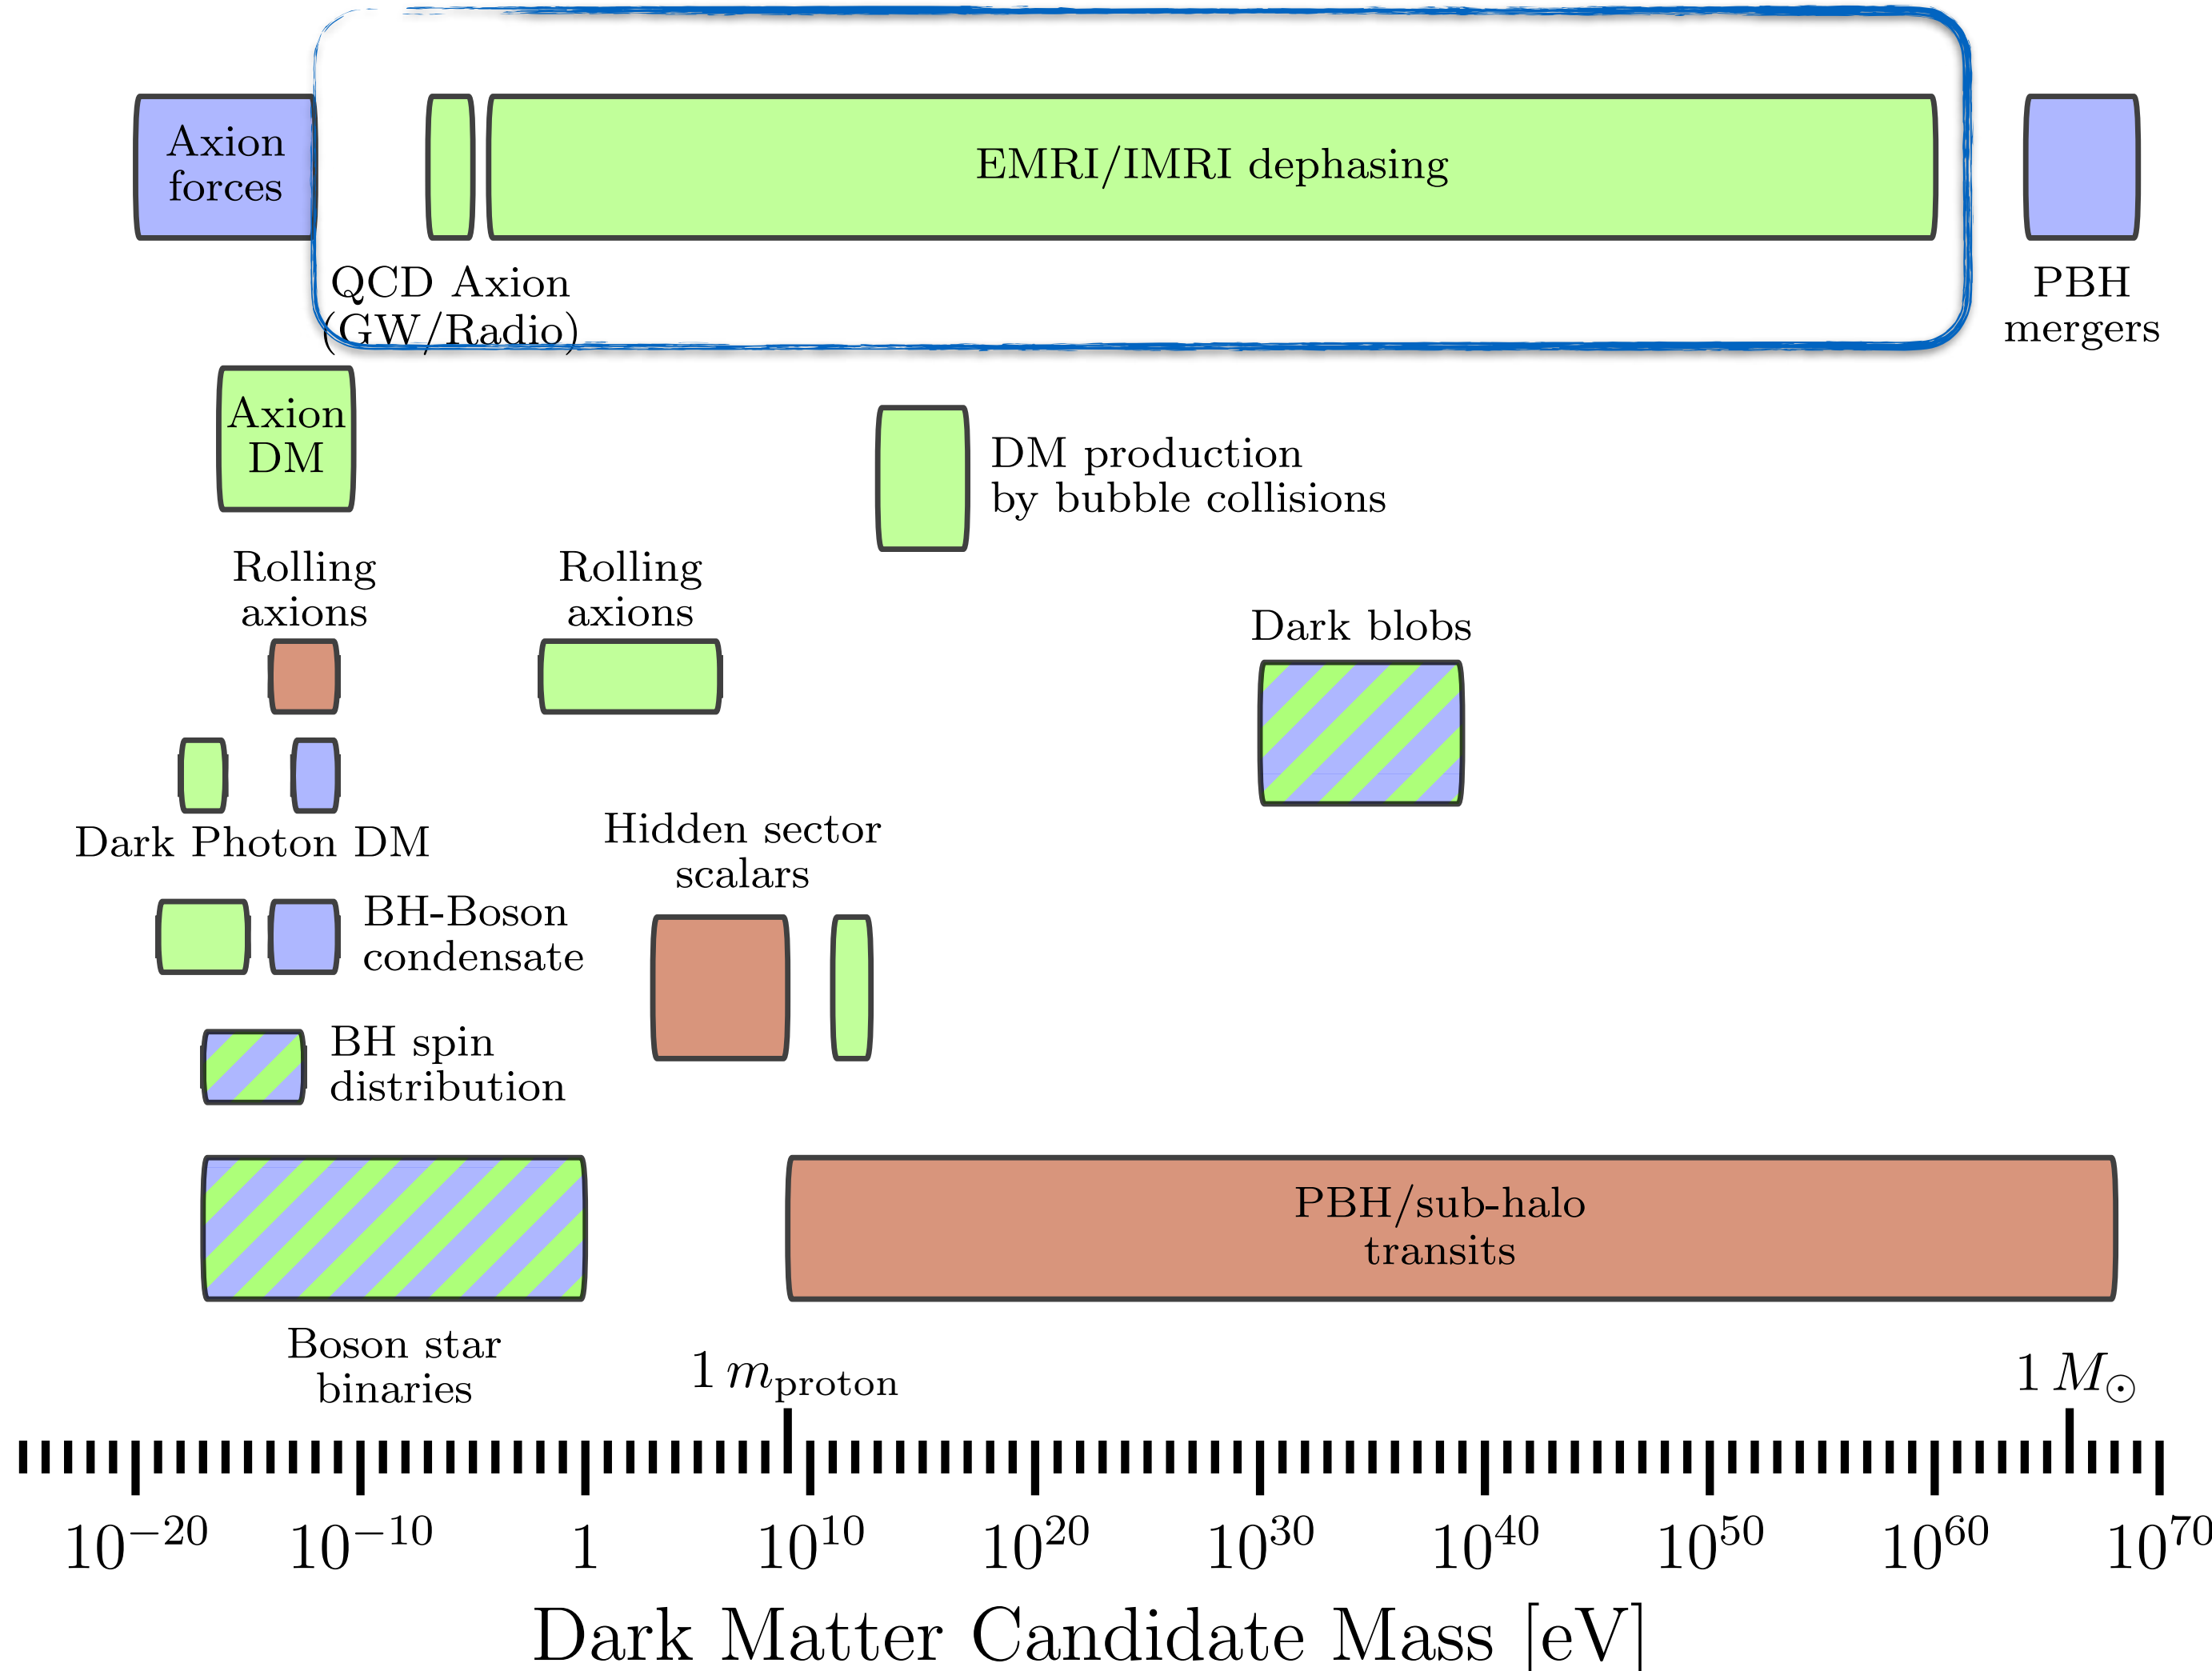 Axion
forces
EMRI/IMRI dephasing
QCD Axion
(GW/Radio)
PBH
mergers
Axion
DM
DM production
by bubble collisions
Rolling
axions
Rolling
axions
Dark blobs
Dark Photon DM
Hidden sector
scalars
BH-Boson
condensate
BH spin
distribution
PBH/sub-halo
transits
Boson star
binaries
1 m_proton
1 M_⊙
10^−20 10^−10 1 10^10 10^20 10^30 10^40 10^50 10^60 10^70
Dark Matter Candidate Mass [eV]